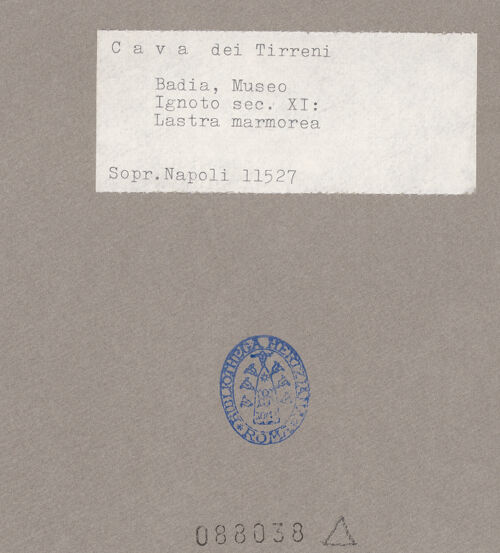 C a v a dei Tirreni
Badia, Museo
Ignoto sec. XI:
Lastra marmorea
Sopr.Napoli 11527
BIBLIOTHECA HERTZIANA
ROMA
088038